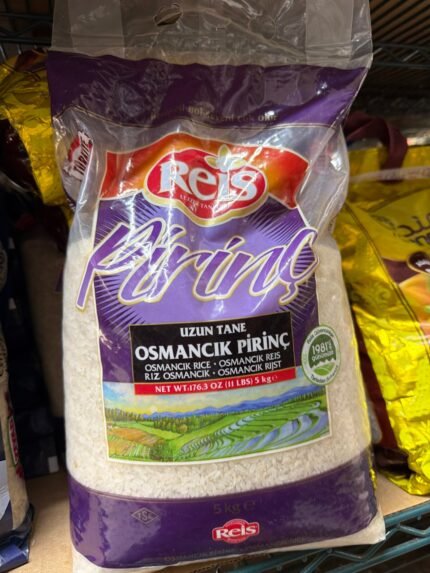 REIS
Pirinç
UZUN TANE
OSMANCIK PİRİNÇ
OSMANCIK RICE • OSMANCIK REIS
RIZ OSMANCIK • OSMANCIK RIJST
NET WT.:176.3 OZ (11 LBS) 5 kg e
1981'
5 kg e
TSE
REIS